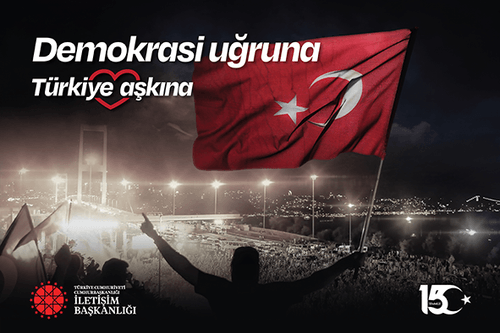 Demokrasi uğruna
Türkiye aşkına
TÜRKİYE CUMHURİYETİ
CUMHURBAŞKANLIĞI
İLETİŞİM
BAŞKANLIĞI
15